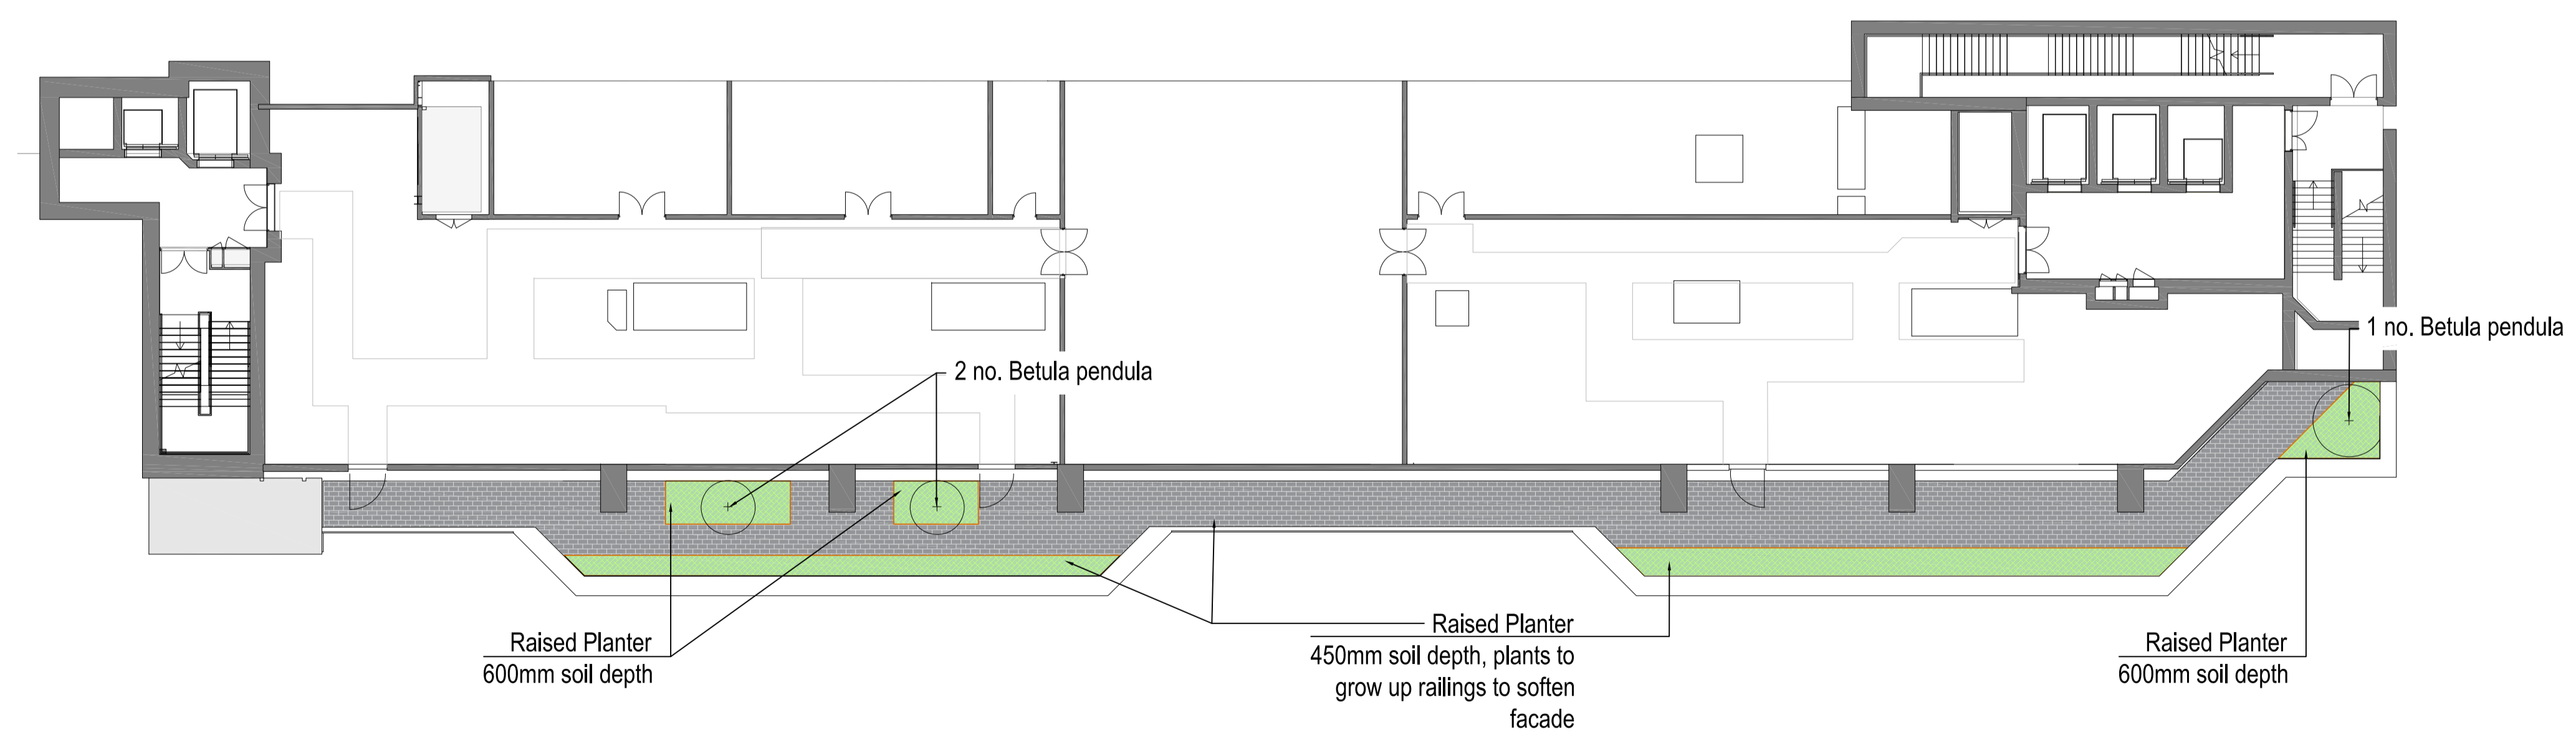 1 no. Betula pendula
2 no. Betula pendula
Raised Planter
600mm soil depth
Raised Planter
450mm soil depth, plants to
grow up railings to soften
facade
Raised Planter
600mm soil depth